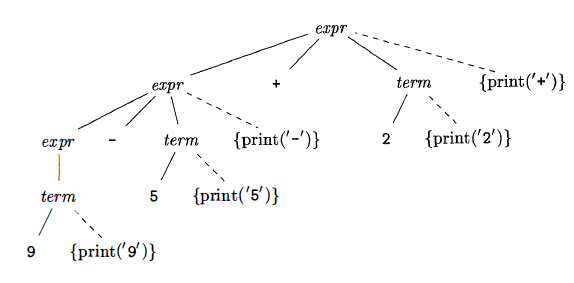 expr
expr + term {print('+')}
expr - term {print('-')} 2 {print('2')}
term 5 {print('5')}
9 {print('9')}